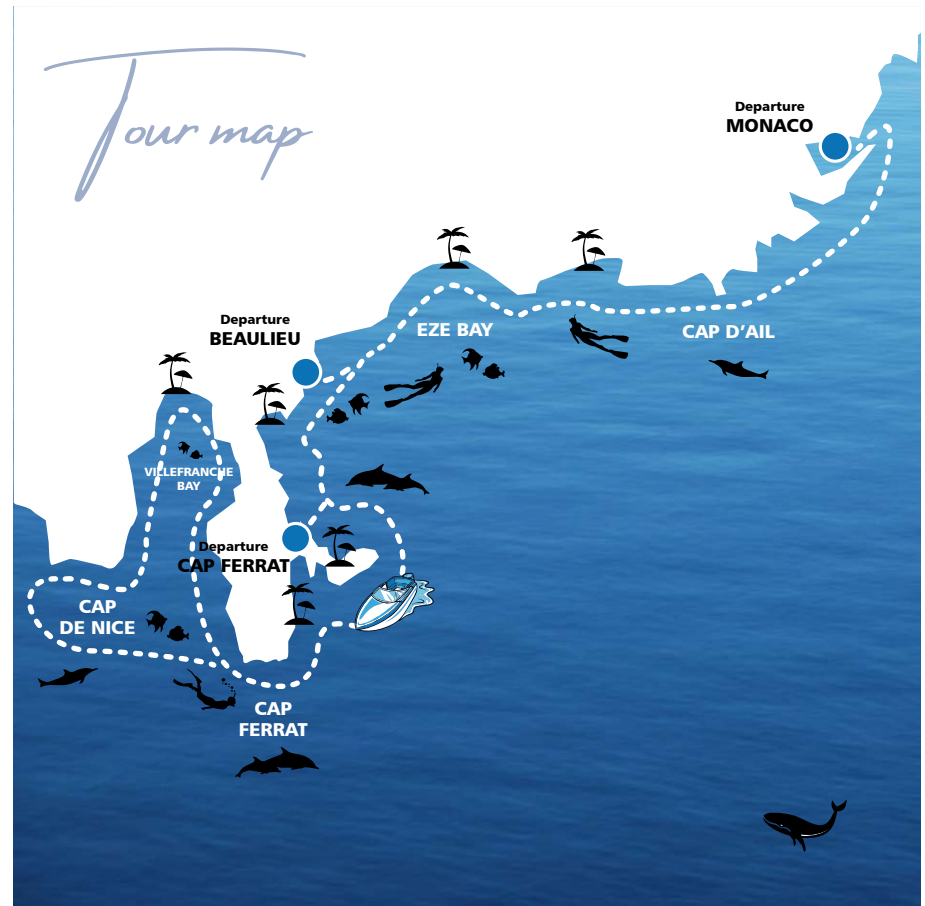 Tour map
Departure
MONACO
Departure
BEAULIEU
EZE BAY
CAP D'AIL
VILLEFRANCHE
BAY
Departure
CAP FERRAT
CAP
DE NICE
CAP
FERRAT